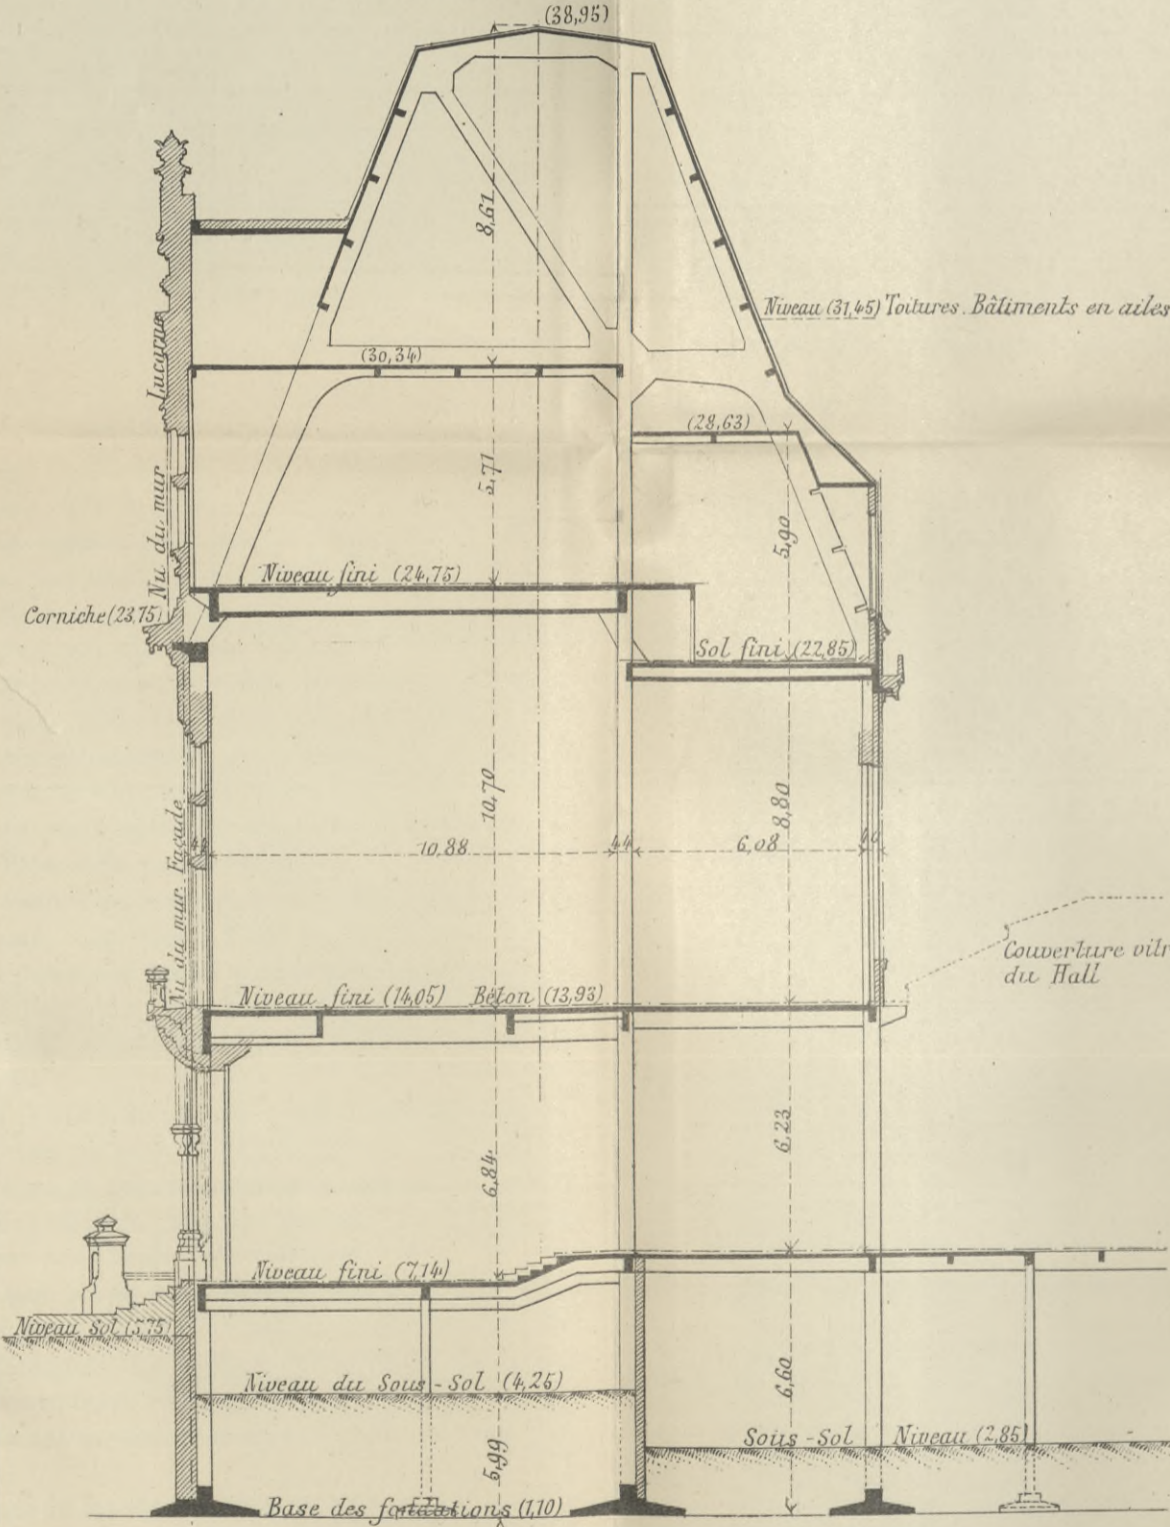 (38,95)
8,61
Niveau (31,45) Toitures. Bâtiments en ailes
Lucarne
(30,34)
(28,63)
5,71
Nu du mur
5,90
Niveau fini (24,75)
Corniche (23,75)
Sol fini (22,85)
10,70
8,80
Nu du mur Façade
44
10,88
44
6,08
40
Couverture vitr
du Hall
Niveau fini (14,05) Béton (13,93)
6,23
6,84
Niveau fini (7,14)
Niveau Sol (5,75)
Niveau du Sous-Sol (4,25)
6,60
Sous-Sol Niveau (2,85)
5,99
Base des fondations (1,10)